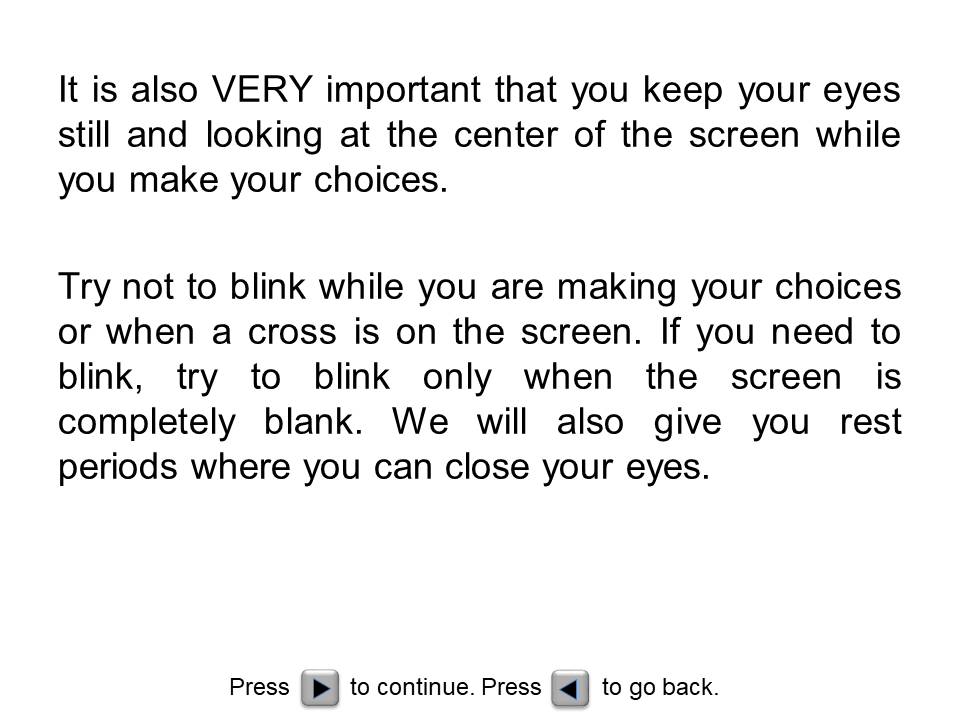 It is also VERY important that you keep your eyes
still and looking at the center of the screen while
you make your choices.
Try not to blink while you are making your choices
or when a cross is on the screen. If you need to
blink, try to blink only when the screen is
completely blank. We will also give you rest
periods where you can close your eyes.
Press to continue. Press to go back.